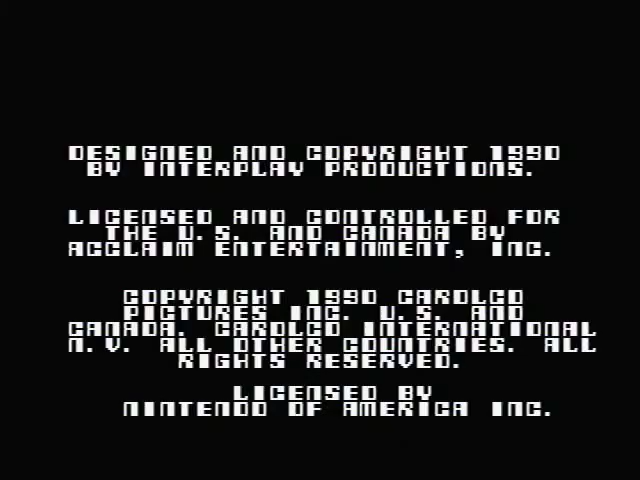 DESIGNED AND COPYRIGHT 1990
BY INTERPLAY PRODUCTIONS.
LICENSED AND CONTROLLED FOR
THE U.S. AND CANADA BY
ACCLAIM ENTERTAINMENT, INC.
COPYRIGHT 1990 CAROLCO
PICTURES INC. U.S. AND
CANADA. CAROLCO INTERNATIONAL
N.V. ALL OTHER COUNTRIES. ALL
RIGHTS RESERVED.
LICENSED BY
NINTENDO OF AMERICA INC.